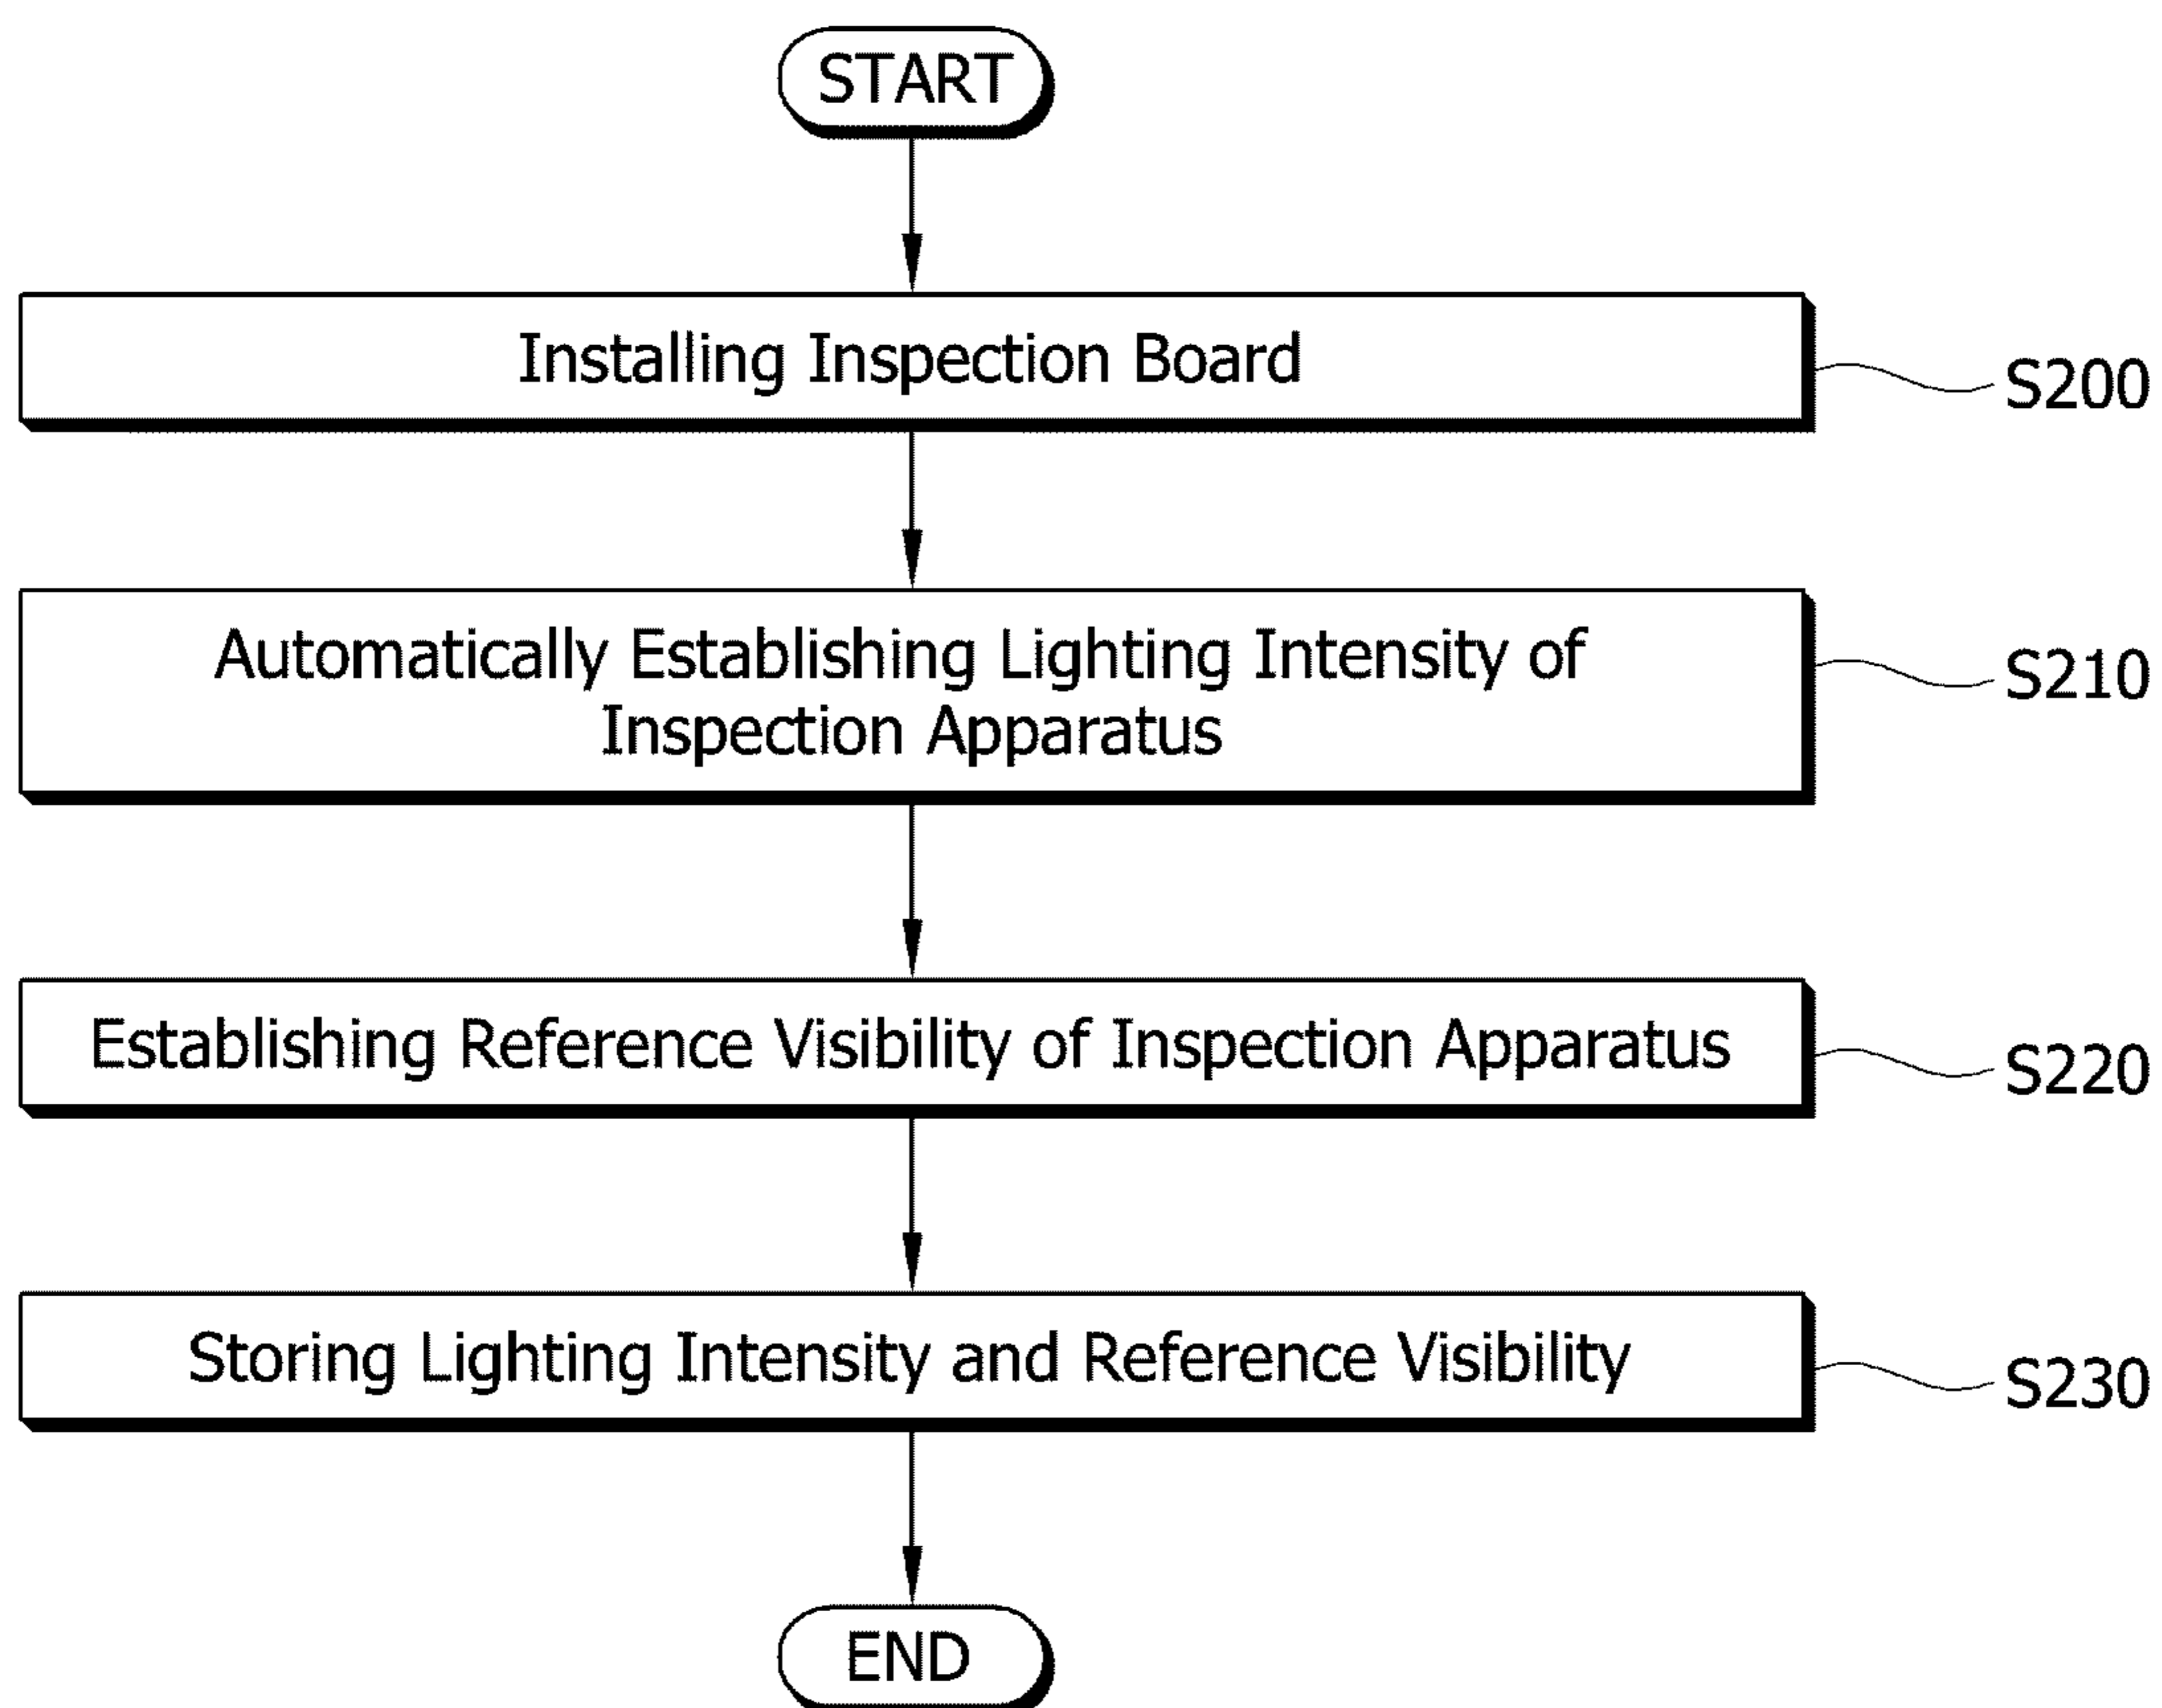 START
Installing Inspection Board
S200
Automatically Establishing Lighting Intensity of
Inspection Apparatus
S210
Establishing Reference Visibility of Inspection Apparatus
S220
Storing Lighting Intensity and Reference Visibility
S230
END